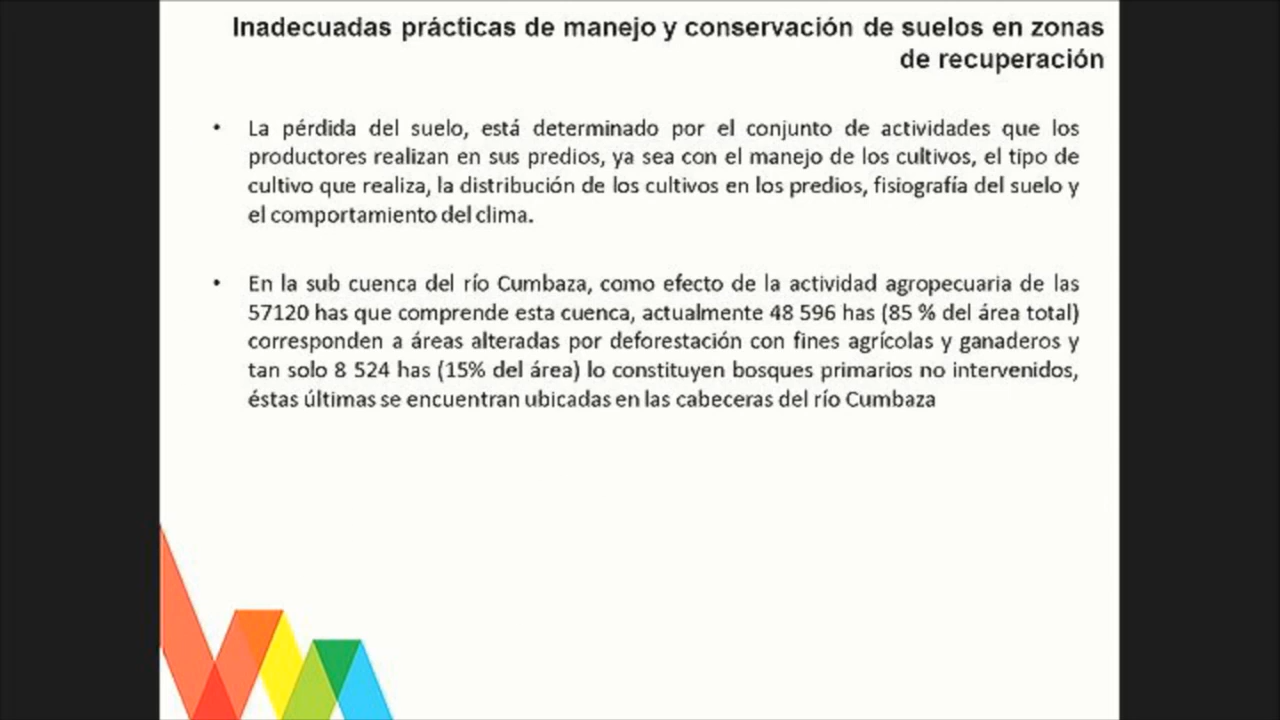 Inadecuadas prácticas de manejo y conservación de suelos en zonas
de recuperación
• La pérdida del suelo, está determinado por el conjunto de actividades que los
productores realizan en sus predios, ya sea con el manejo de los cultivos, el tipo de
cultivo que realiza, la distribución de los cultivos en los predios, fisiografía del suelo y
el comportamiento del clima.
• En la sub cuenca del río Cumbaza, como efecto de la actividad agropecuaria de las
57120 has que comprende esta cuenca, actualmente 48 596 has (85 % del área total)
corresponden a áreas alteradas por deforestación con fines agrícolas y ganaderos y
tan solo 8 524 has (15% del área) lo constituyen bosques primarios no intervenidos,
éstas últimas se encuentran ubicadas en las cabeceras del río Cumbaza